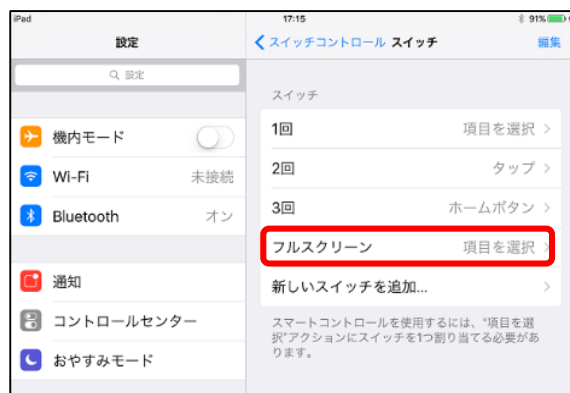 iPad 17:15 91%
設定
スイッチコントロール スイッチ 編集
設定
機内モード
Wi-Fi 未接続
Bluetooth オン
通知
コントロールセンター
おやすみモード
スイッチ
1回 項目を選択
2回 タップ
3回 ホームボタン
フルスクリーン 項目を選択
新しいスイッチを追加...
スマートコントロールを使用するには、"項目を選
択"アクションにスイッチを1つ割り当てる必要があ
ります。